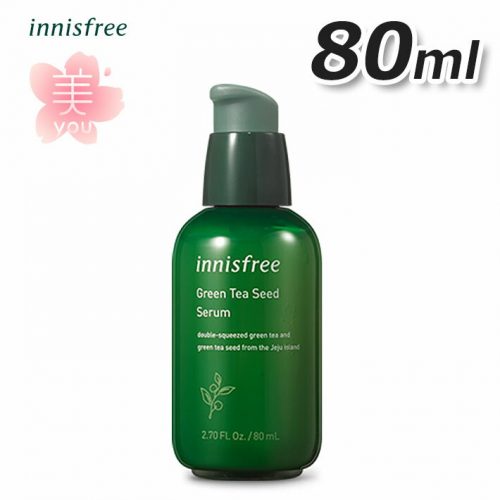 innisfree
80ml
美
YOU
innisfree
Green Tea Seed
Serum
double-squeezed green tea and
green tea seed from the Jeju Island
2.70 FL Oz. / 80 mL